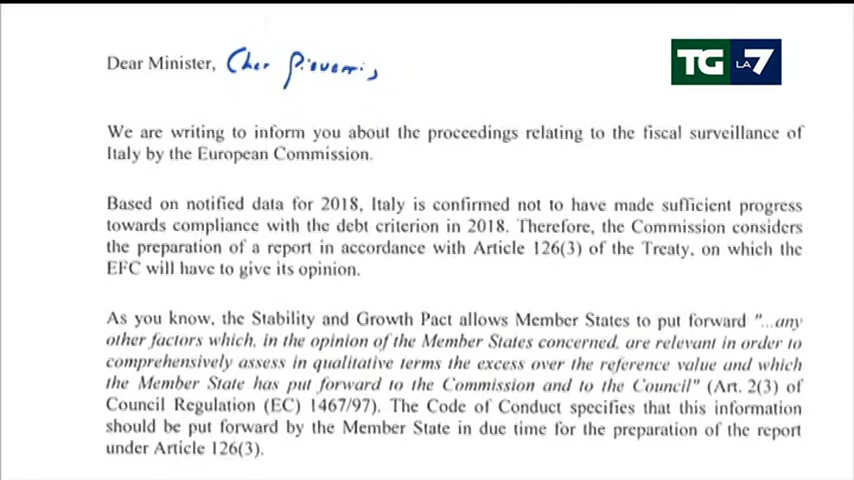 Dear Minister, Cher Giovanni,
TG LA 7
We are writing to inform you about the proceedings relating to the fiscal surveillance of
Italy by the European Commission.
Based on notified data for 2018, Italy is confirmed not to have made sufficient progress
towards compliance with the debt criterion in 2018. Therefore, the Commission considers
the preparation of a report in accordance with Article 126(3) of the Treaty, on which the
EFC will have to give its opinion.
As you know, the Stability and Growth Pact allows Member States to put forward "...any
other factors which, in the opinion of the Member States concerned, are relevant in order to
comprehensively assess in qualitative terms the excess over the reference value and which
the Member State has put forward to the Commission and to the Council" (Art. 2(3) of
Council Regulation (EC) 1467/97). The Code of Conduct specifies that this information
should be put forward by the Member State in due time for the preparation of the report
under Article 126(3).